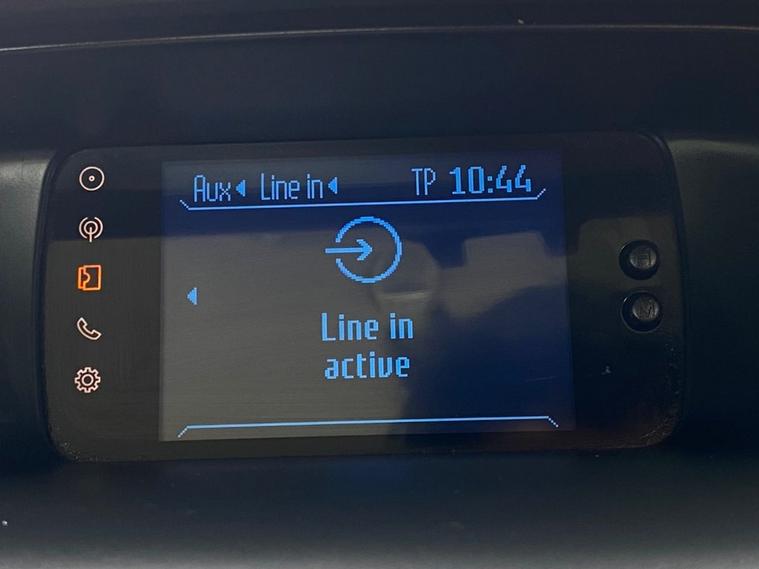 Aux Line in TP 10:44
Line in
active